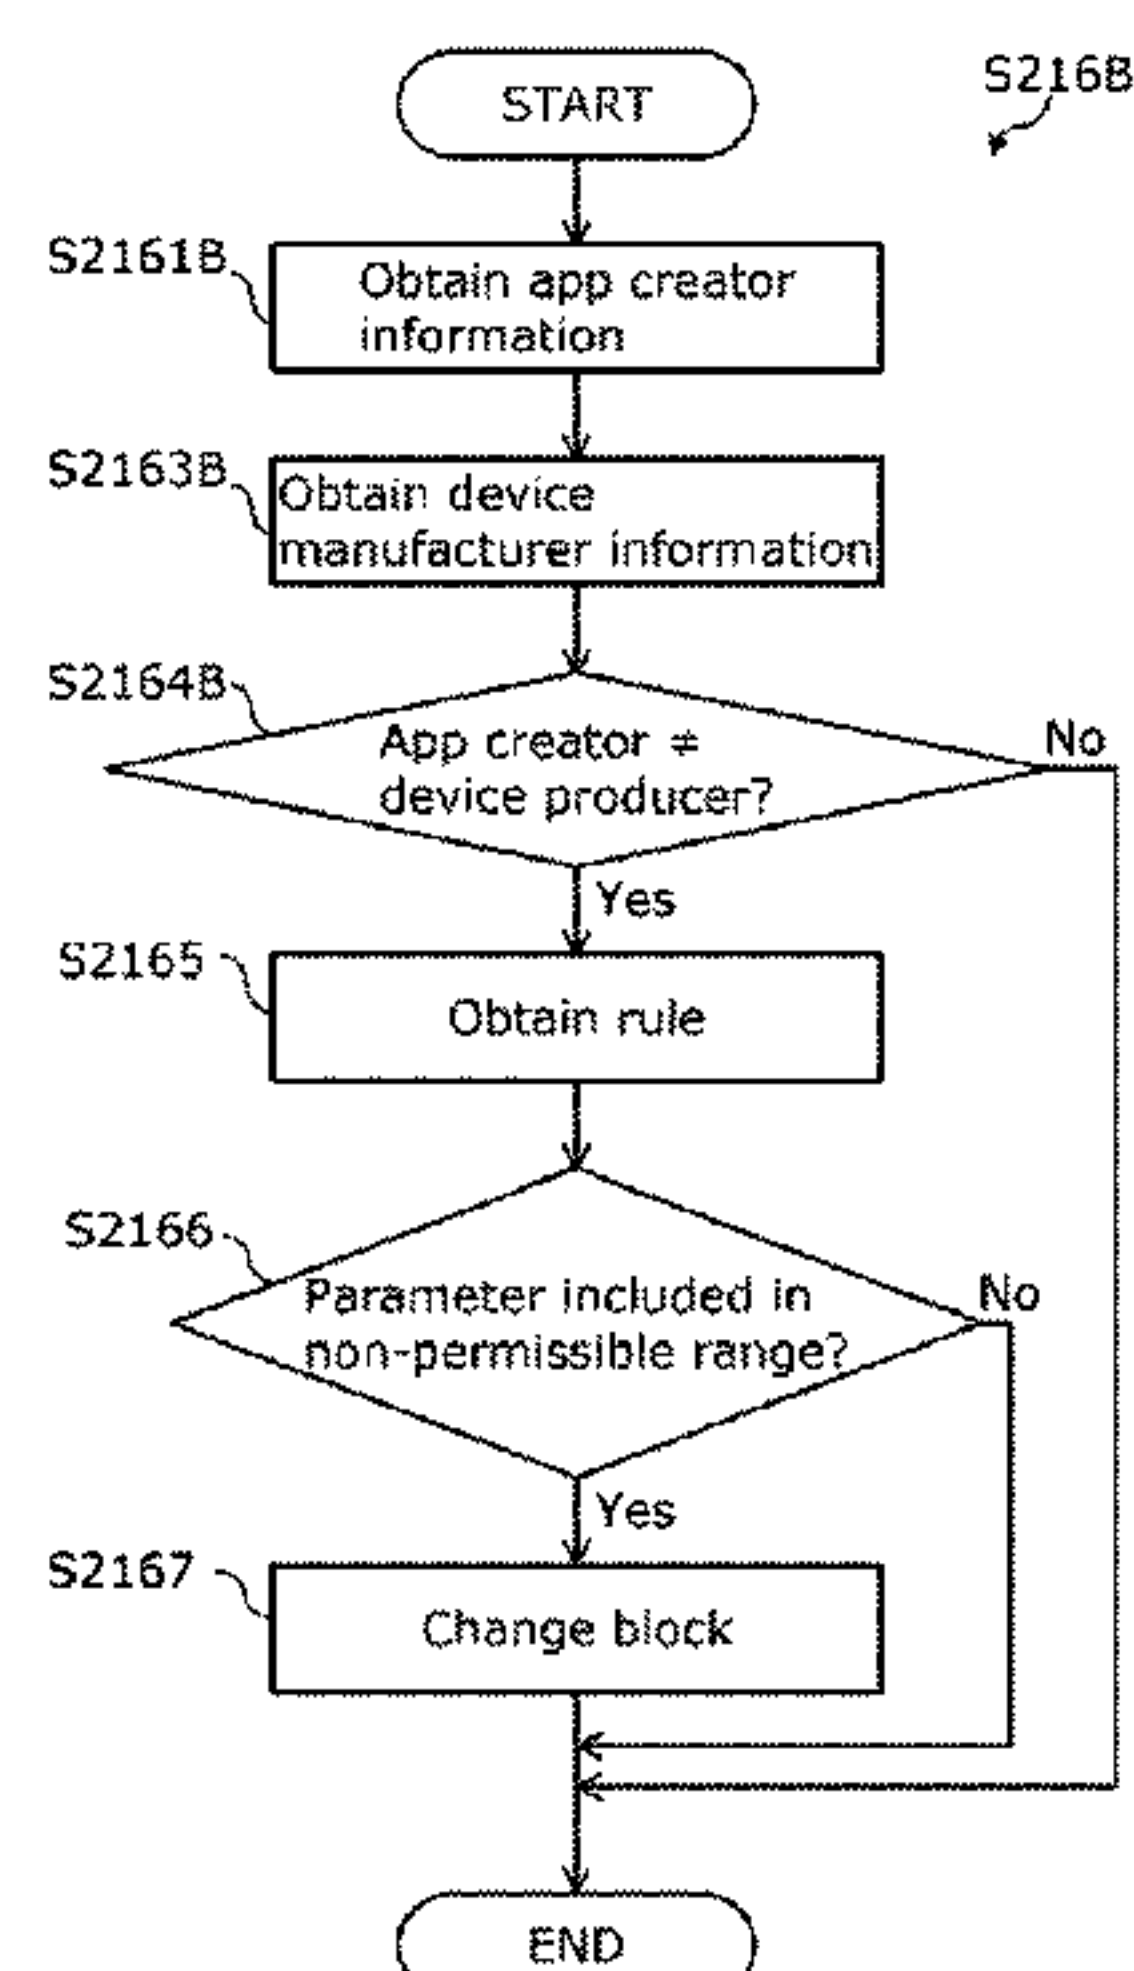 START
S216B
S2161B
Obtain app creator
information
S2163B
Obtain device
manufacturer information
S2164B
App creator ≠
device producer?
No
Yes
S2165
Obtain rule
S2166
Parameter included in
non-permissible range?
No
Yes
S2167
Change block
END